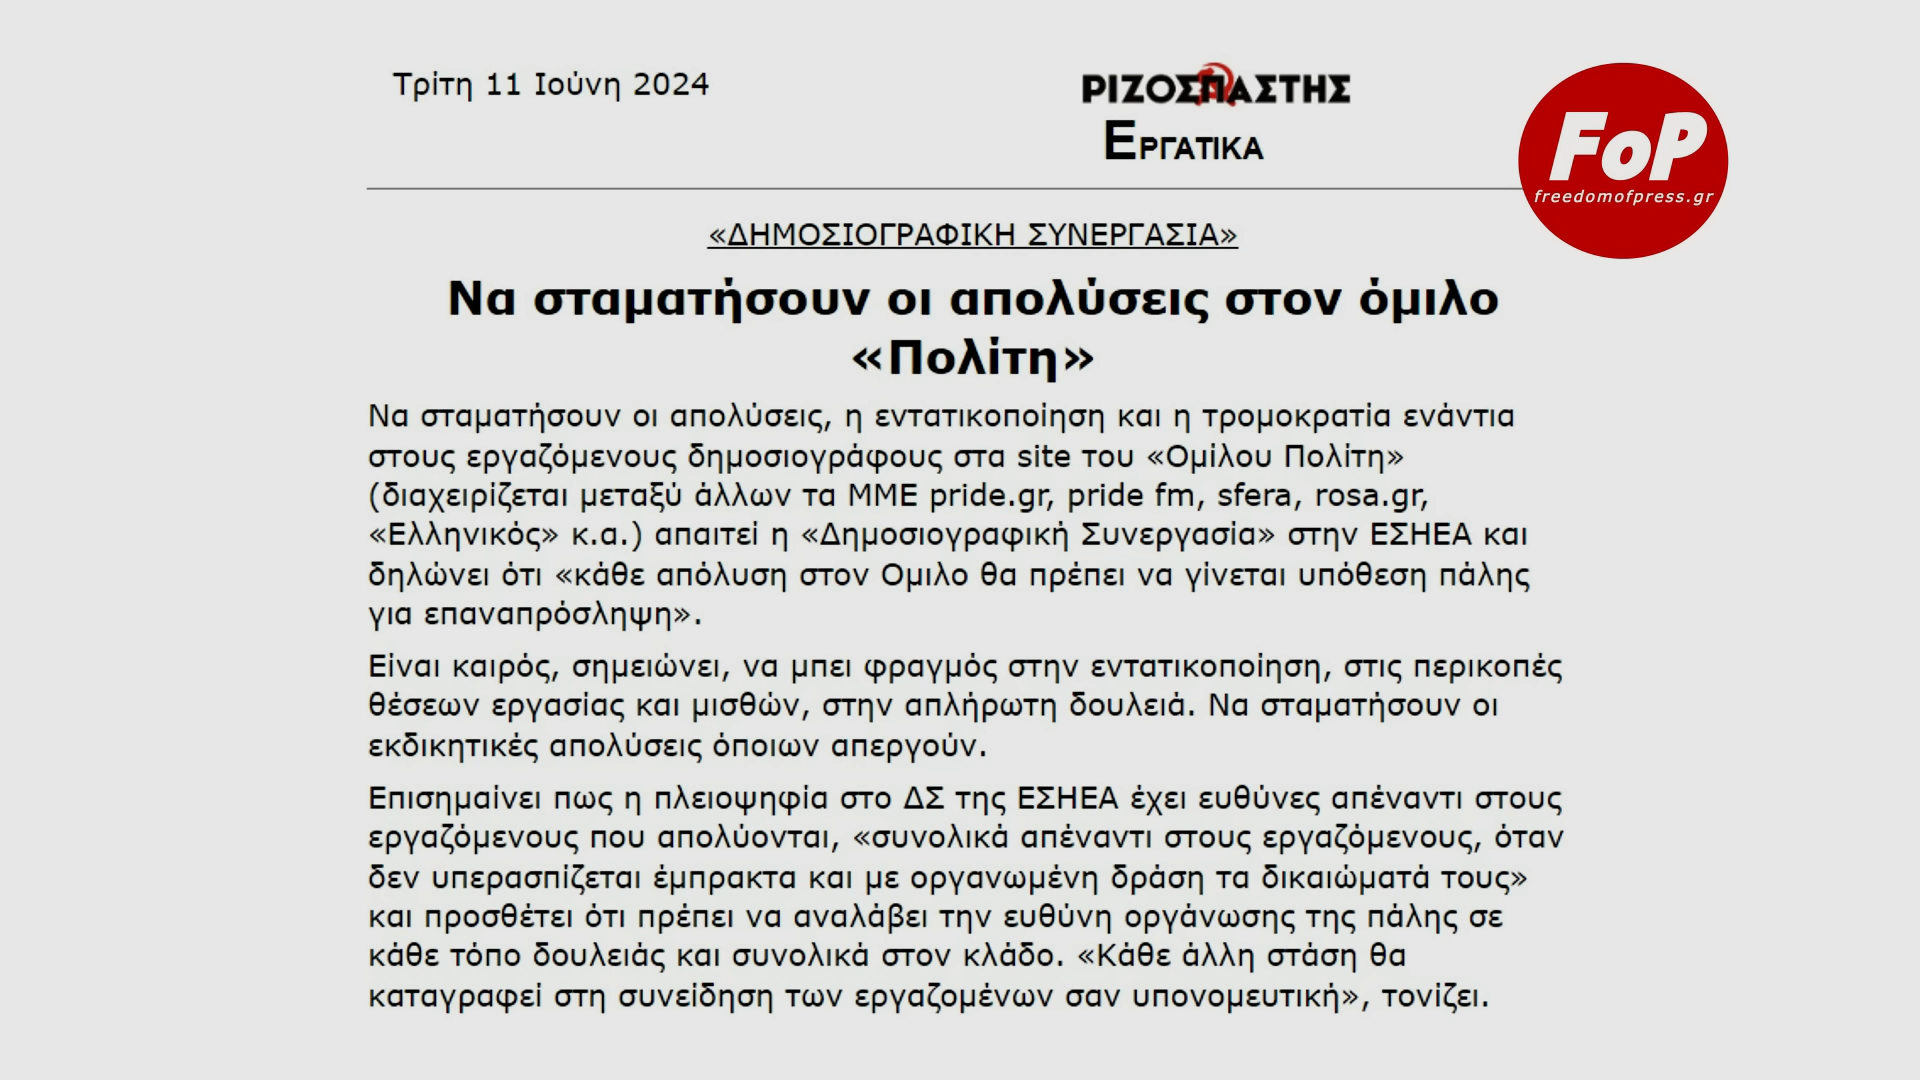 Τρίτη 11 Ιούνη 2024
ΡΙΖΟΣΠΑΣΤΗΣ
ΕΡΓΑΤΙΚΑ
FoP
freedomofpress.gr
«ΔΗΜΟΣΙΟΓΡΑΦΙΚΗ ΣΥΝΕΡΓΑΣΙΑ»
Να σταματήσουν οι απολύσεις στον όμιλο
«Πολίτη»
Να σταματήσουν οι απολύσεις, η εντατικοποίηση και η τρομοκρατία ενάντια
στους εργαζόμενους δημοσιογράφους στα site του «Ομίλου Πολίτη»
(διαχειρίζεται μεταξύ άλλων τα ΜΜΕ pride.gr, pride fm, sfera, rosa.gr,
«Ελληνικός» κ.α.) απαιτεί η «Δημοσιογραφική Συνεργασία» στην ΕΣΗΕΑ και
δηλώνει ότι «κάθε απόλυση στον Ομιλο θα πρέπει να γίνεται υπόθεση πάλης
για επαναπρόσληψη».
Είναι καιρός, σημειώνει, να μπει φραγμός στην εντατικοποίηση, στις περικοπές
θέσεων εργασίας και μισθών, στην απλήρωτη δουλειά. Να σταματήσουν οι
εκδικητικές απολύσεις όποιων απεργούν.
Επισημαίνει πως η πλειοψηφία στο ΔΣ της ΕΣΗΕΑ έχει ευθύνες απέναντι στους
εργαζόμενους που απολύονται, «συνολικά απέναντι στους εργαζόμενους, όταν
δεν υπερασπίζεται έμπρακτα και με οργανωμένη δράση τα δικαιώματά τους»
και προσθέτει ότι πρέπει να αναλάβει την ευθύνη οργάνωσης της πάλης σε
κάθε τόπο δουλειάς και συνολικά στον κλάδο. «Κάθε άλλη στάση θα
καταγραφεί στη συνείδηση των εργαζομένων σαν υπονομευτική», τονίζει.